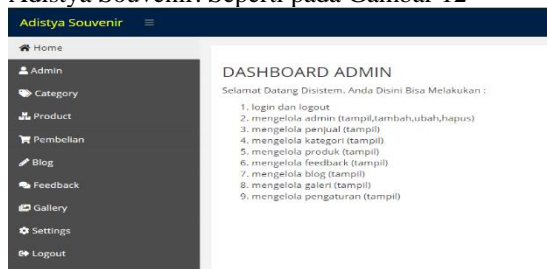 Adistya Souvenir. Seperti pada Gambar 12
Adistya Souvenir
Home
Admin
Category
Product
Pembelian
Blog
Feedback
Gallery
Settings
Logout
DASHBOARD ADMIN
Selamat Datang Disistem. Anda Disini Bisa Melakukan :
1. login dan logout
2. mengelola admin (tampil,tambah,ubah,hapus)
3. mengelola penjual (tampil)
4. mengelola kategori (tampil)
5. mengelola produk (tampil)
6. mengelola feedback (tampil)
7. mengelola blog (tampil)
8. mengelola galeri (tampil)
9. mengelola pengaturan (tampil)